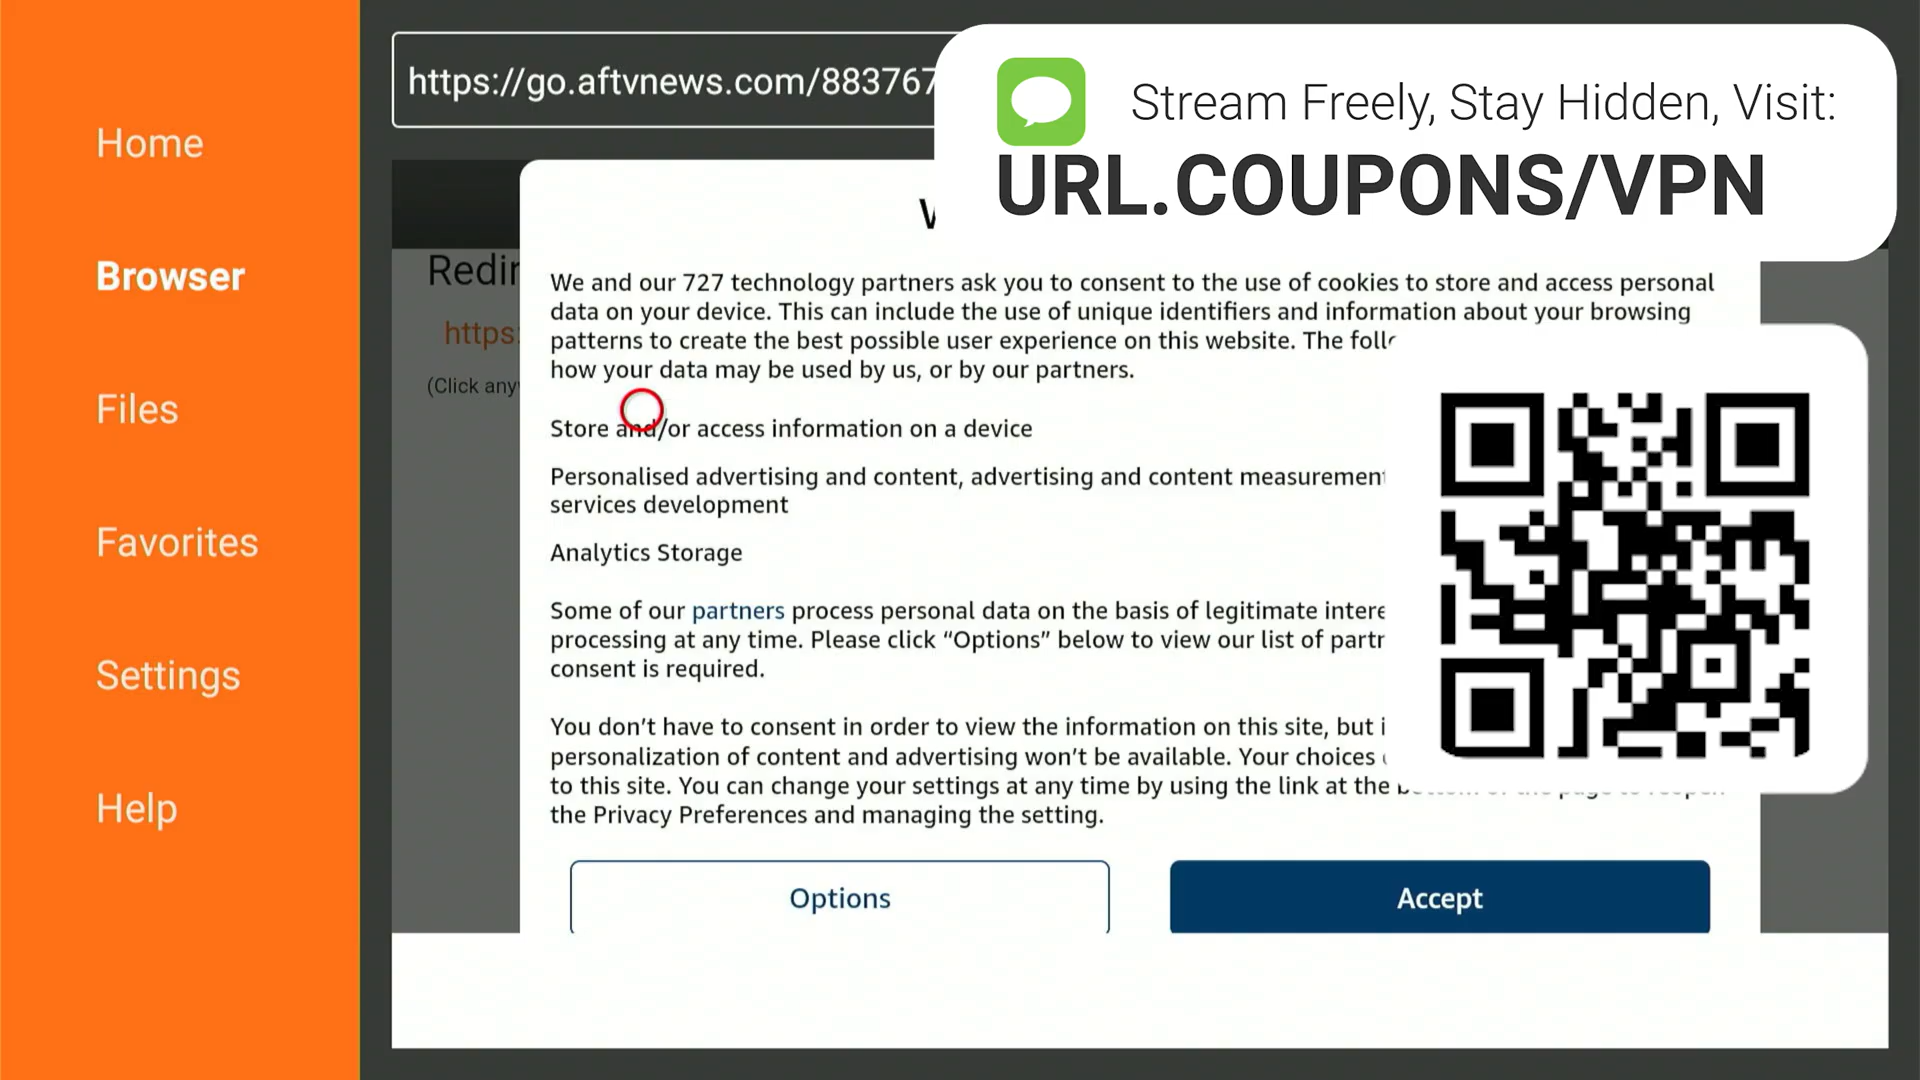 Home
Browser
Files
Favorites
Settings
Help
https://go.aftvnews.com/883767
Stream Freely, Stay Hidden, Visit:
URL.COUPONS/VPN
Redir
https:
(Click any
We and our 727 technology partners ask you to consent to the use of cookies to store and access personal
data on your device. This can include the use of unique identifiers and information about your browsing
patterns to create the best possible user experience on this website. The
how your data may be used by us, or by our partners.
Store and/or access information on a device
Personalised advertising and content, advertising and content measurement
services development
Analytics Storage
Some of our partners process personal data on the basis of legitimate intere
processing at any time. Please click “Options” below to view our list of partr
consent is required.
You don’t have to consent in order to view the information on this site, but i
personalization of content and advertising won’t be available. Your choices
to this site. You can change your settings at any time by using the link at the
the Privacy Preferences and managing the setting.
Options
Accept